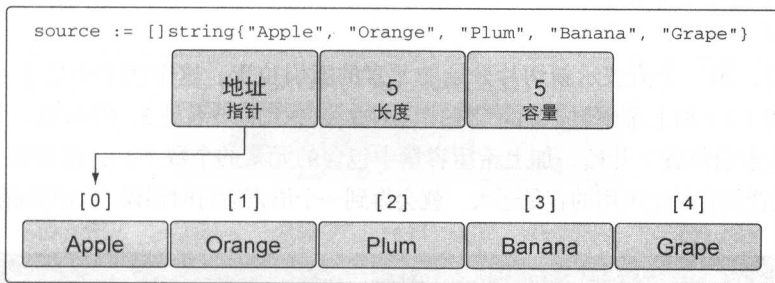 source := []string{"Apple", "Orange", "Plum", "Banana", "Grape"}
地址 5 5
指针 长度 容量
[0] [1] [2] [3] [4]
Apple Orange Plum Banana Grape